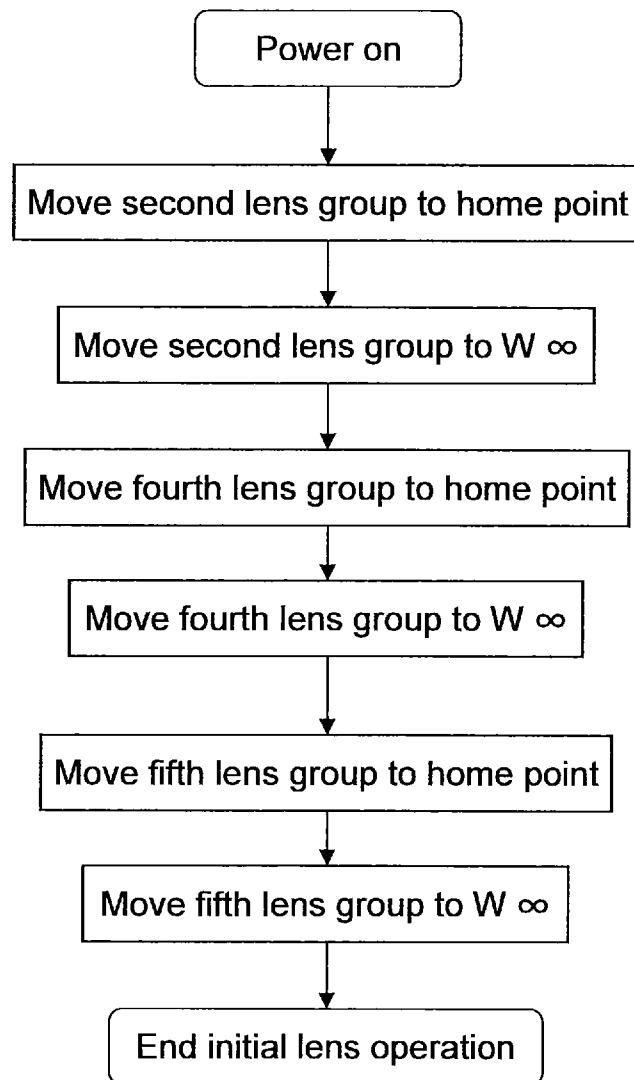 Power on
Move second lens group to home point
Move second lens group to W ∞
Move fourth lens group to home point
Move fourth lens group to W ∞
Move fifth lens group to home point
Move fifth lens group to W ∞
End initial lens operation